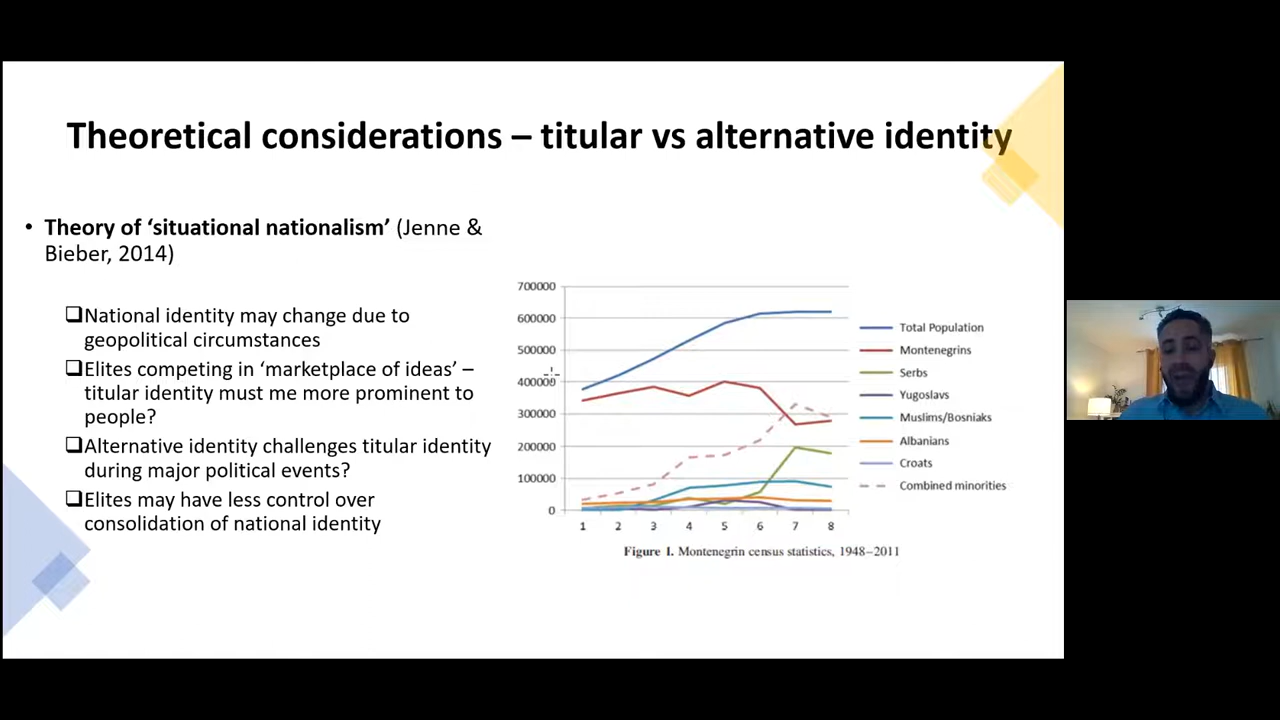 Theoretical considerations – titular vs alternative identity
• Theory of ‘situational nationalism’ (Jenne &
Bieber, 2014)
❑National identity may change due to
geopolitical circumstances
❑Elites competing in ‘marketplace of ideas’ –
titular identity must me more prominent to
people?
❑Alternative identity challenges titular identity
during major political events?
❑Elites may have less control over
consolidation of national identity
700000
600000
500000
400000
300000
200000
100000
0
1 2 3 4 5 6 7 8
Total Population
Montenegrins
Serbs
Yugoslavs
Muslims/Bosniaks
Albanians
Croats
Combined minorities
Figure 1. Montenegrin census statistics, 1948–2011